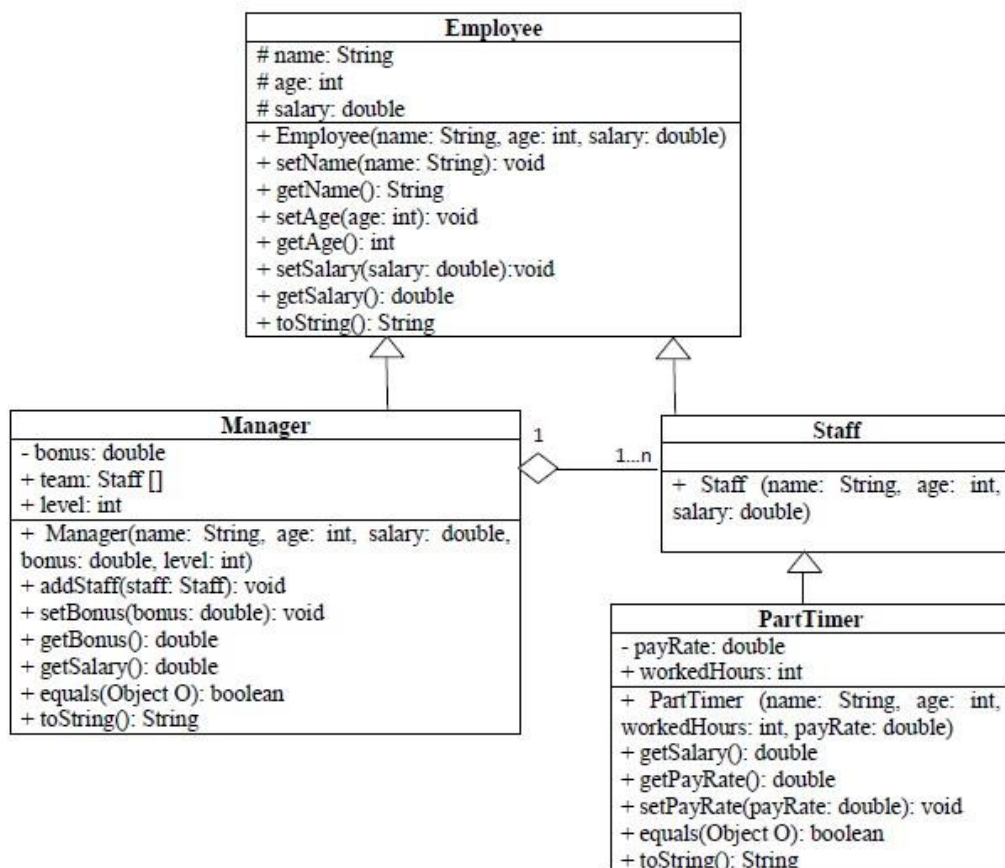 Employee
# name: String
# age: int
# salary: double
+ Employee(name: String, age: int, salary: double)
+ setName(name: String): void
+ getName(): String
+ setAge(age: int): void
+ getAge(): int
+ setSalary(salary: double):void
+ getSalary(): double
+ toString(): String
Manager
- bonus: double
+ team: Staff []
+ level: int
+ Manager(name: String, age: int, salary: double,
bonus: double, level: int)
+ addStaff(staff: Staff): void
+ setBonus(bonus: double): void
+ getBonus(): double
+ getSalary(): double
+ equals(Object O): boolean
+ toString(): String
1
1...n
Staff
+ Staff (name: String, age: int,
salary: double)
PartTimer
- payRate: double
+ workedHours: int
+ PartTimer (name: String, age: int,
workedHours: int, payRate: double)
+ getSalary(): double
+ getPayRate(): double
+ setPayRate(payRate: double): void
+ equals(Object O): boolean
+ toString(): String